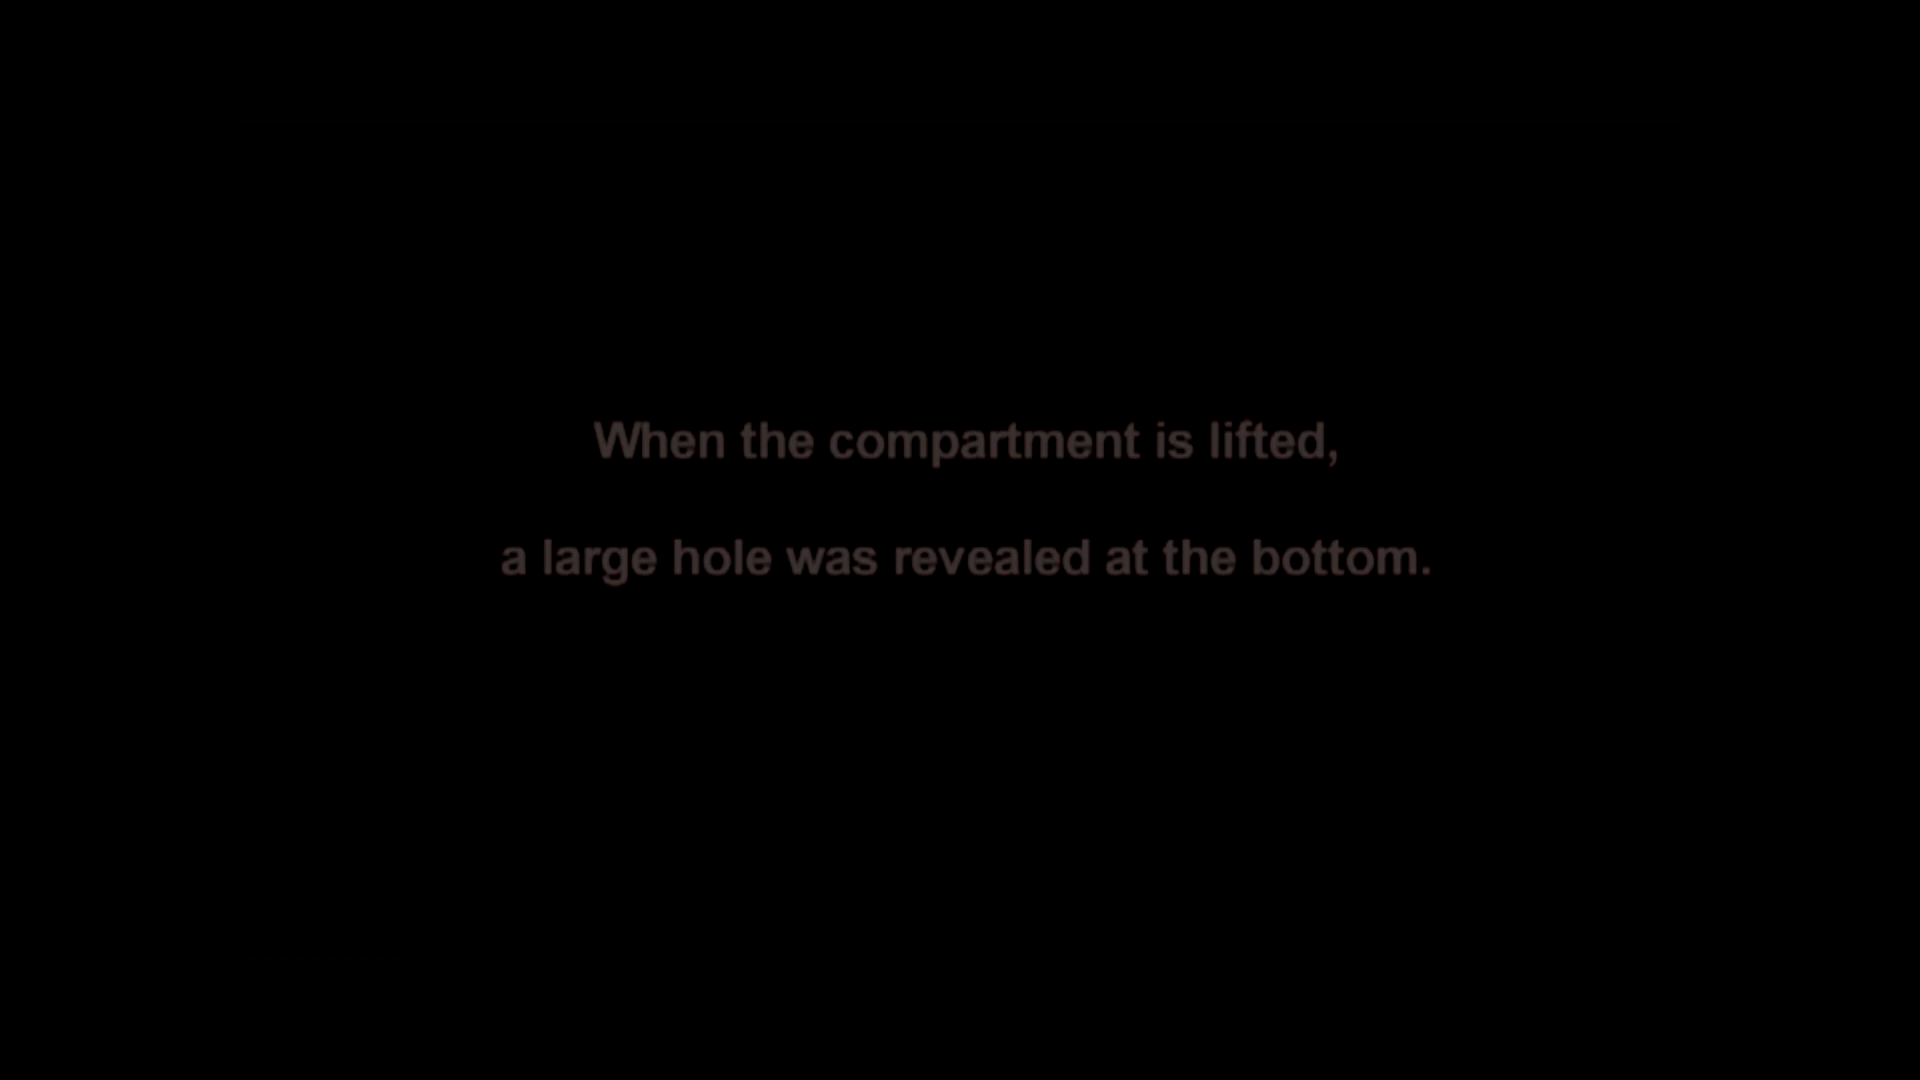 When the compartment is lifted,
a large hole was revealed at the bottom.